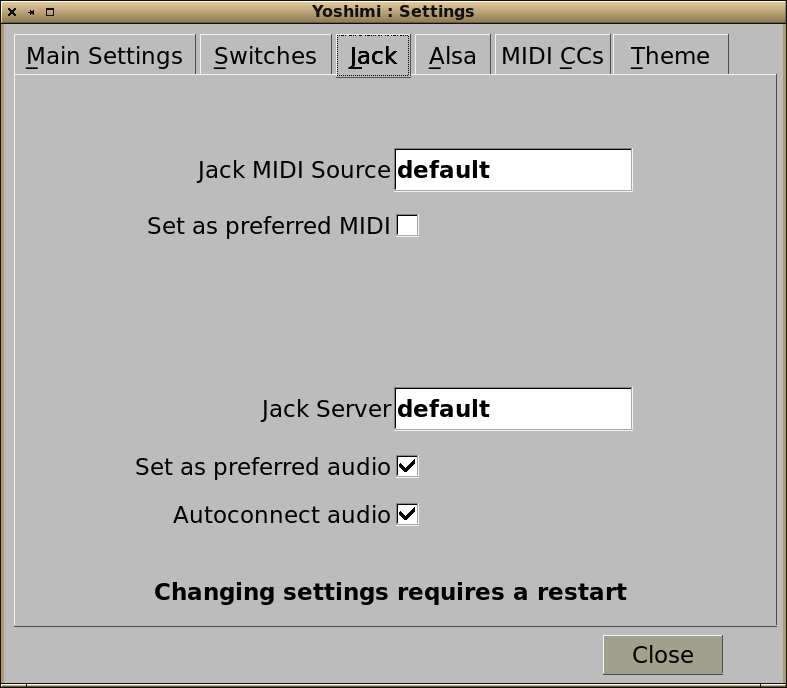 Yoshimi : Settings
Main Settings Switches Jack Alsa MIDI CCs Theme
Jack MIDI Source default
Set as preferred MIDI
Jack Server default
Set as preferred audio
Autoconnect audio
Changing settings requires a restart
Close